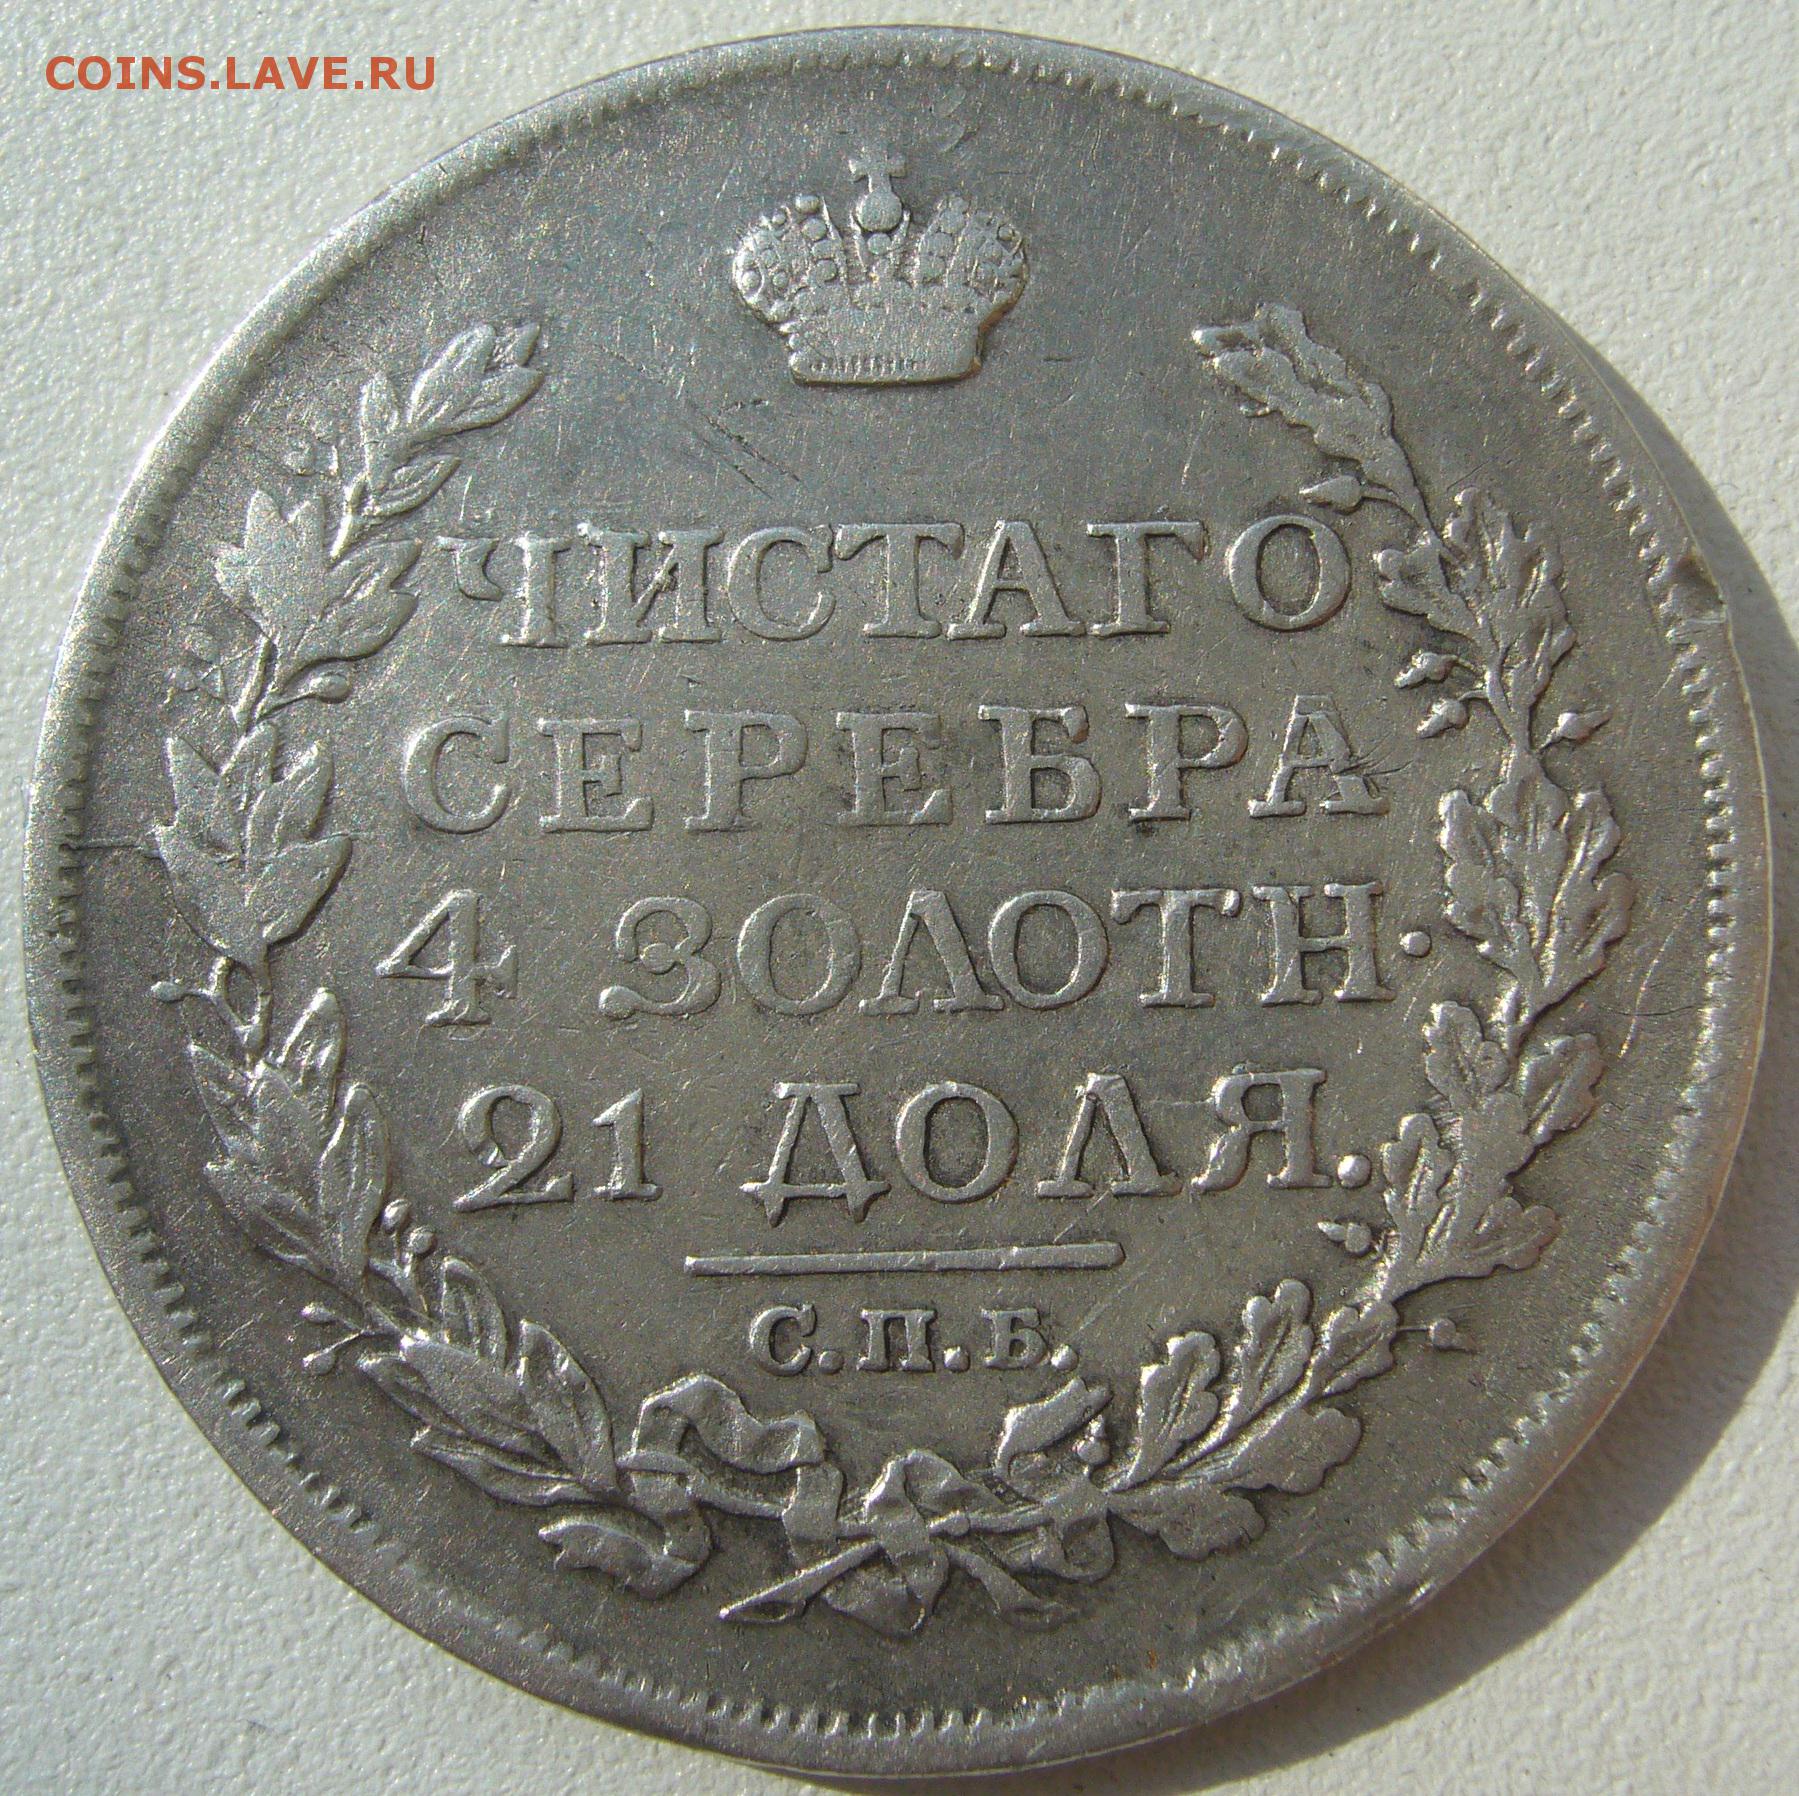 COINS.LAVE.RU
ЧИСТАГО
СЕРЕБРА
4 ЗОЛОТН.
21 ДОЛЯ.
С.П.Б.